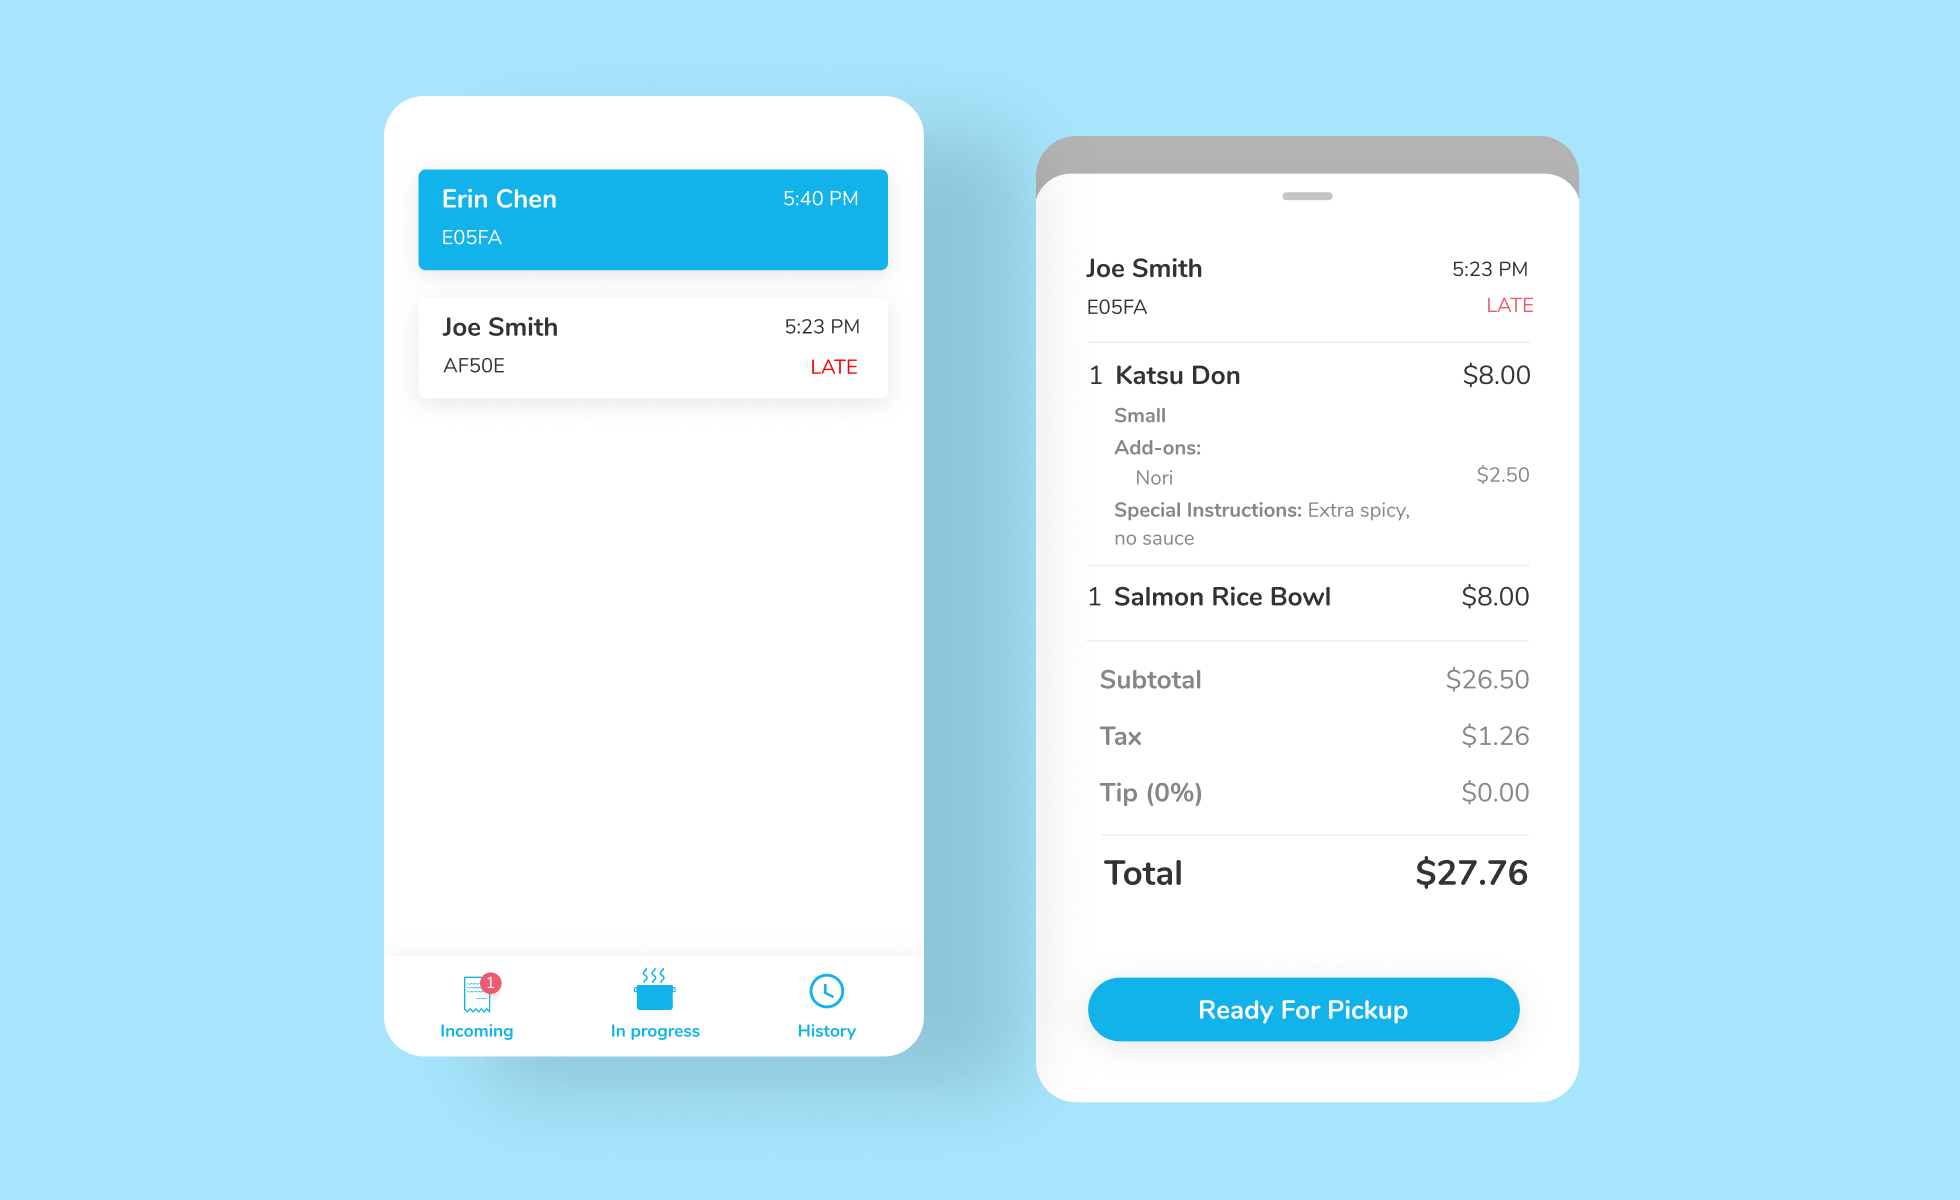 Erin Chen 5:40 PM
E05FA
Joe Smith 5:23 PM
AF50E LATE
1
Incoming In progress History
Joe Smith 5:23 PM
E05FA LATE
1 Katsu Don $8.00
Small
Add-ons:
Nori $2.50
Special Instructions: Extra spicy,
no sauce
1 Salmon Rice Bowl $8.00
Subtotal $26.50
Tax $1.26
Tip (0%) $0.00
Total $27.76
Ready For Pickup